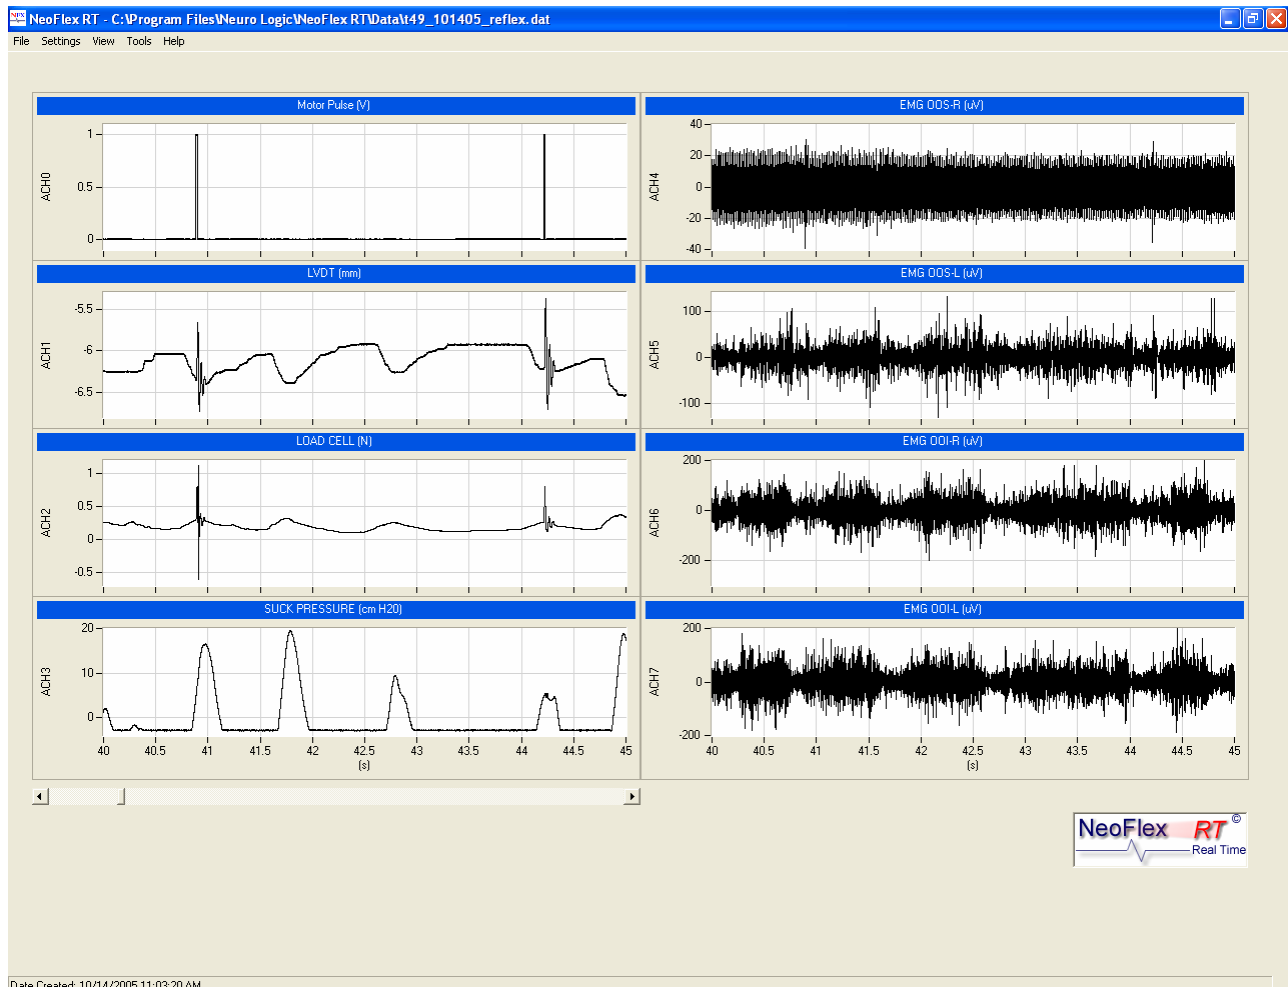 NeoFlex RT - C:\Program Files\Neuro Logic\NeoFlex RT\Data\t49_101405_reflex.dat
File Settings View Tools Help
Motor Pulse (V)
1
0.5
0
ACH0
LVDT (mm)
-5.5
-6
-6.5
ACH1
LOAD CELL (N)
1
0.5
0
-0.5
ACH2
SUCK PRESSURE (cm H20)
20
10
0
ACH3
40 40.5 41 41.5 42 42.5 43 43.5 44 44.5 45
(s)
EMG OOS-R (uV)
40
20
0
-20
-40
ACH4
EMG OOS-L (uV)
100
0
-100
ACH5
EMG OOI-R (uV)
200
0
-200
ACH6
EMG OOI-L (uV)
200
0
-200
ACH7
40 40.5 41 41.5 42 42.5 43 43.5 44 44.5 45
(s)
NeoFlex RT ©
Real Time
Date Created: 10/14/2005 11:03:20 AM